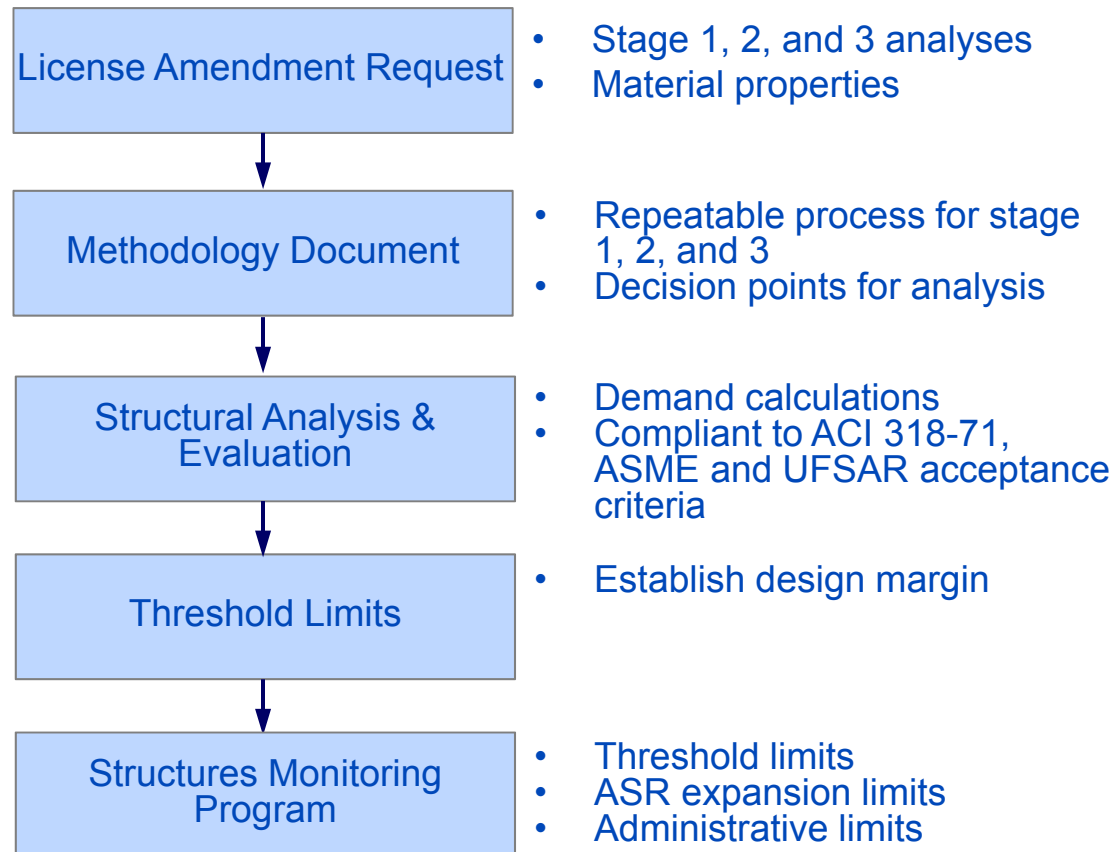 License Amendment Request
• Stage 1, 2, and 3 analyses
• Material properties
Methodology Document
• Repeatable process for stage
1, 2, and 3
• Decision points for analysis
Structural Analysis &
Evaluation
• Demand calculations
• Compliant to ACI 318-71,
ASME and UFSAR acceptance
criteria
Threshold Limits
• Establish design margin
Structures Monitoring
Program
• Threshold limits
• ASR expansion limits
• Administrative limits